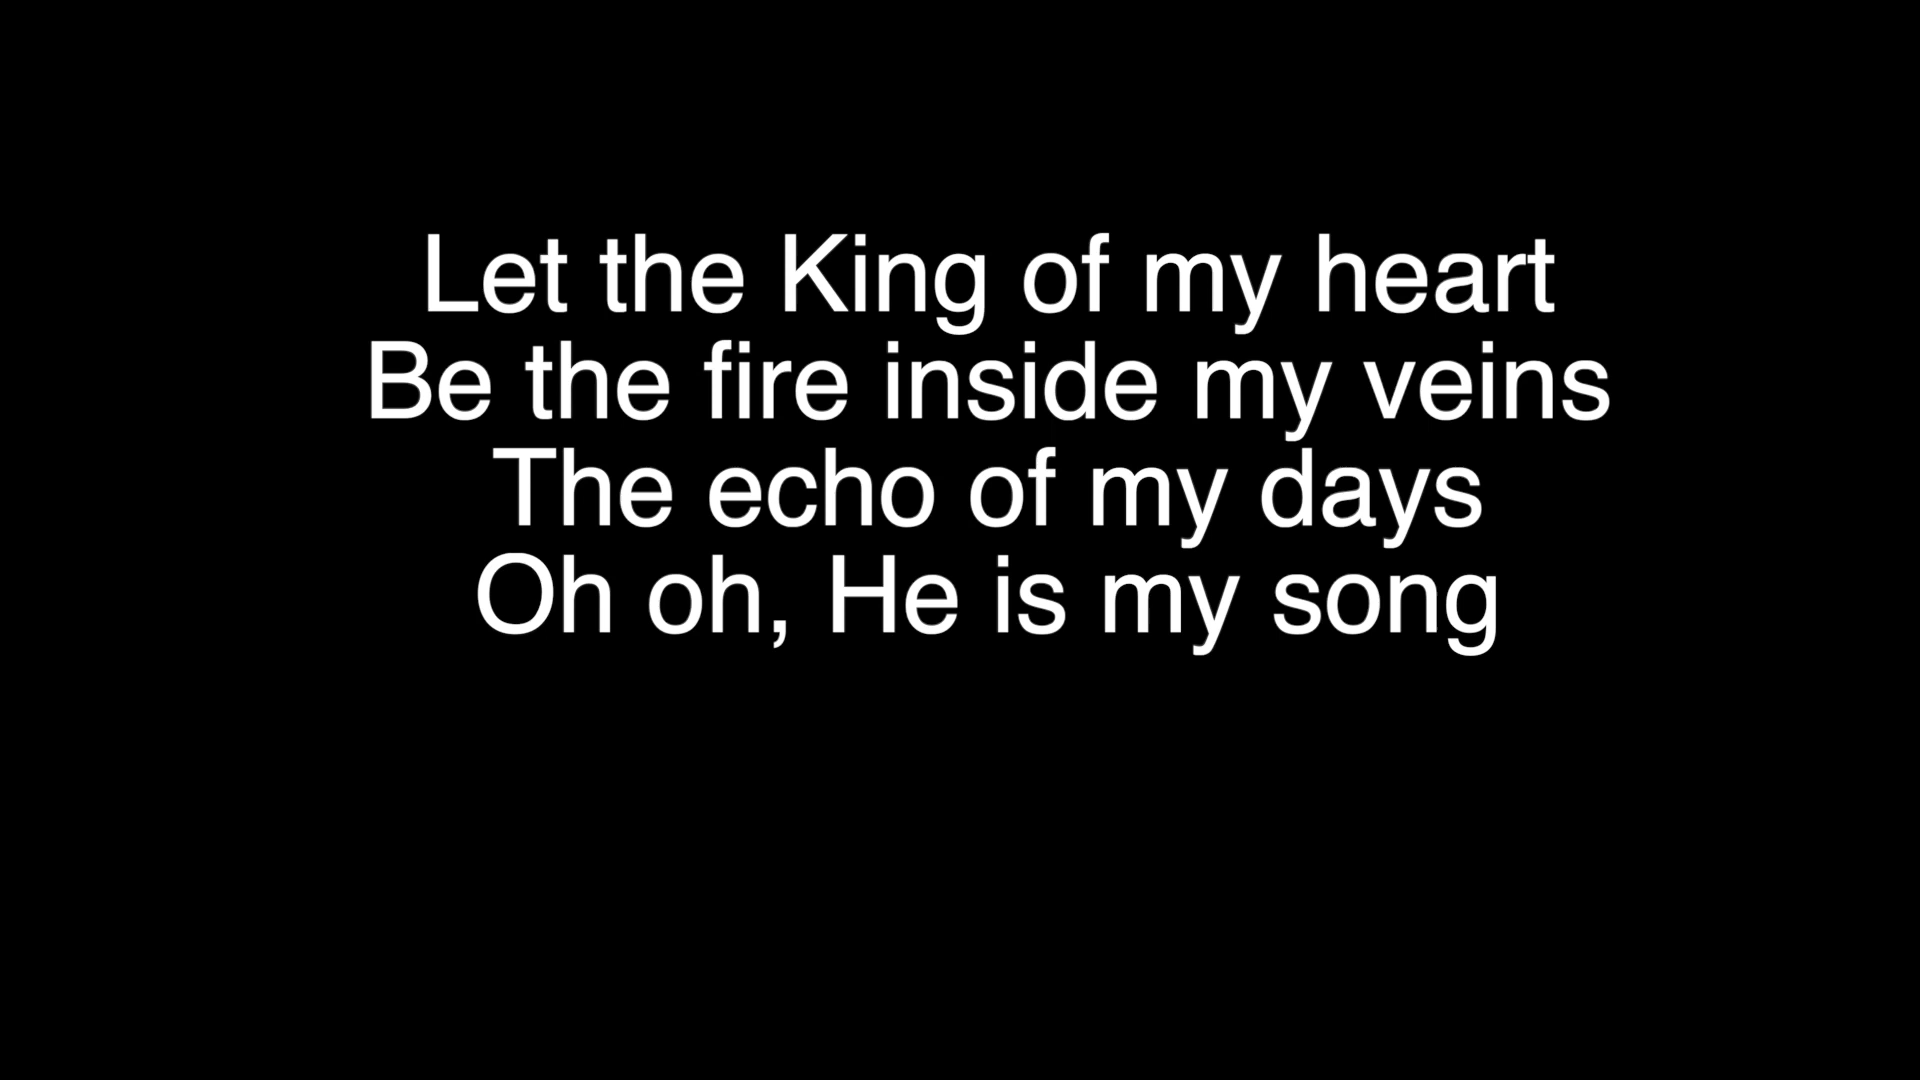 Let the King of my heart
Be the fire inside my veins
The echo of my days
Oh oh, He is my song